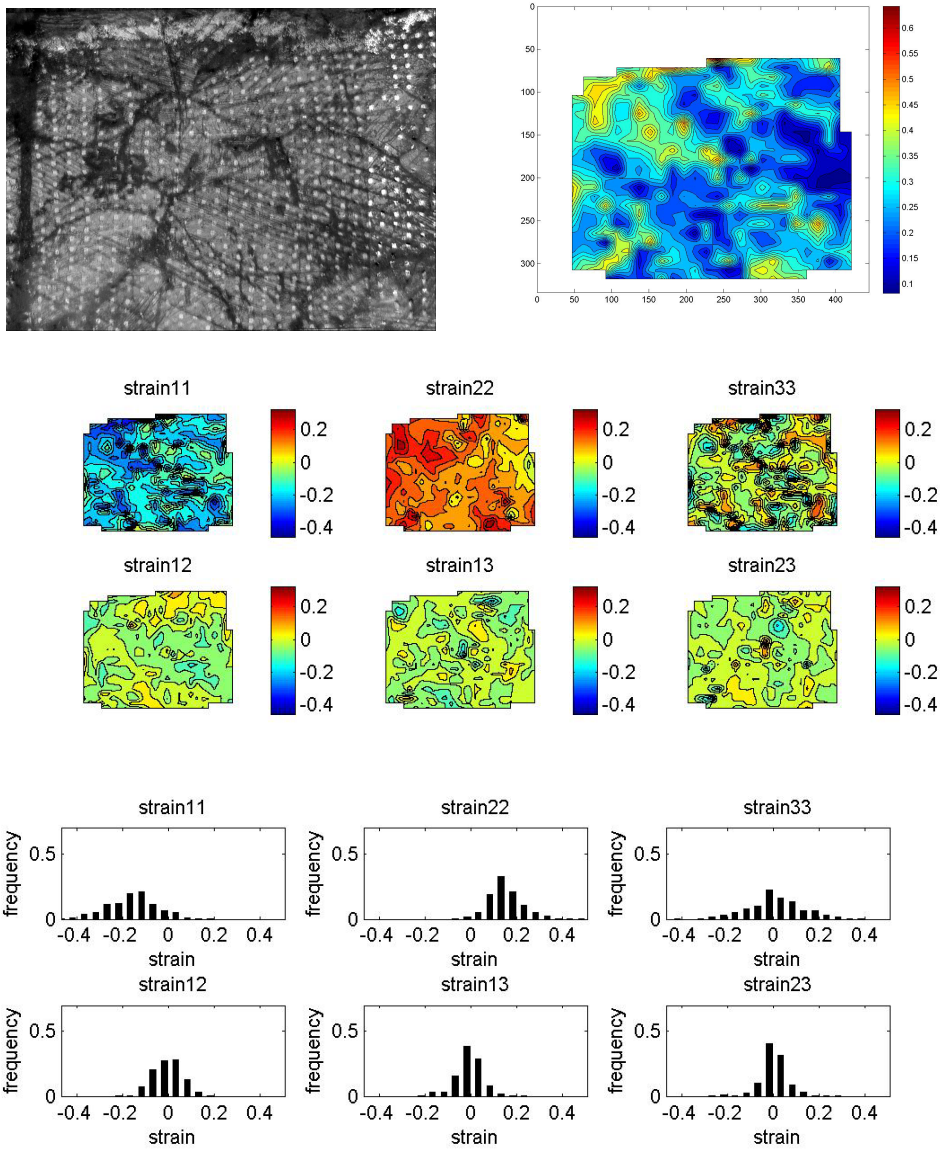 0
50
100
150
200
250
300
0 50 100 150 200 250 300 350 400
0.6
0.55
0.5
0.45
0.4
0.35
0.3
0.25
0.2
0.15
0.1
strain11 strain22 strain33
0.2 0.2 0.2
0 0 0
-0.2 -0.2 -0.2
-0.4 -0.4 -0.4
strain12 strain13 strain23
0.2 0.2 0.2
0 0 0
-0.2 -0.2 -0.2
-0.4 -0.4 -0.4
strain11 strain22 strain33
frequency frequency frequency
0.5 0.5 0.5
0 0 0
-0.4 -0.2 0 0.2 0.4 -0.4 -0.2 0 0.2 0.4 -0.4 -0.2 0 0.2 0.4
strain strain strain
strain12 strain13 strain23
frequency frequency frequency
0.5 0.5 0.5
0 0 0
-0.4 -0.2 0 0.2 0.4 -0.4 -0.2 0 0.2 0.4 -0.4 -0.2 0 0.2 0.4
strain strain strain